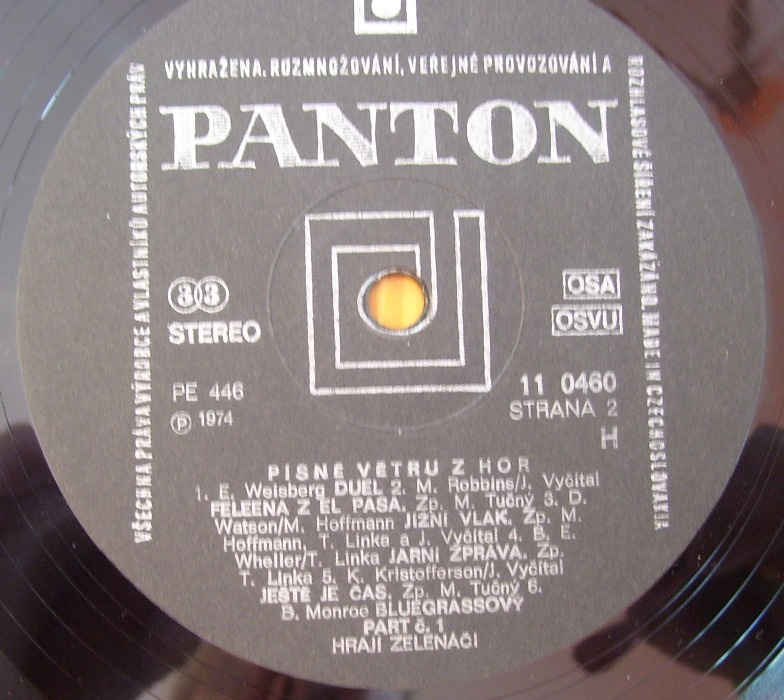 VŠECHNA PRÁVA VÝROBCE A VLASTNÍKŮ AUTORSKÝCH PRÁV
VYHRAŽENA. ROZMNOŽOVÁNÍ, VEŘEJNÉ PROVOZOVÁNÍ A
ROZHLASOVÉ ŠÍŘENÍ ZAKÁZÁNO. MADE IN CZECHOSLOVAKIA
PANTON
33
STEREO
OSA
OSVU
PE 446
Ⓟ 1974
11 0460
STRANA 2
H
PÍSNĚ VĚTRU Z HOR
1. E. Weisberg DUEL 2. M. Robbins/J. Vyčítal
FELEENA Z EL PASA. Zp. M. Tučný 3. D.
Watson/M. Hoffmann JIŽNÍ VLAK. Zp. M.
Hoffmann, T. Linka a J. Vyčítal 4. B. E.
Wheller/T. Linka JARNÍ ZPRÁVA. Zp.
T. Linka 5. K. Kristofferson/J. Vyčítal
JEŠTĚ JE ČAS. Zp. M. Tučný 6.
B. Monroe BLUEGRASSOVÝ
PART č. 1
HRAJÍ ZELENÁČI